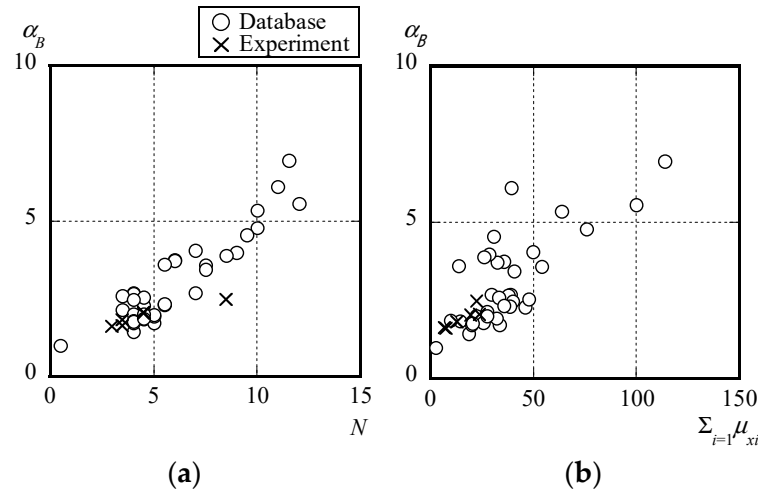 ○ Database
× Experiment
α_B
10
5
0
0 5 10 15
N
(a)
α_B
10
5
0
0 50 100 150
Σ_{i=1}μ_{xi}
(b)